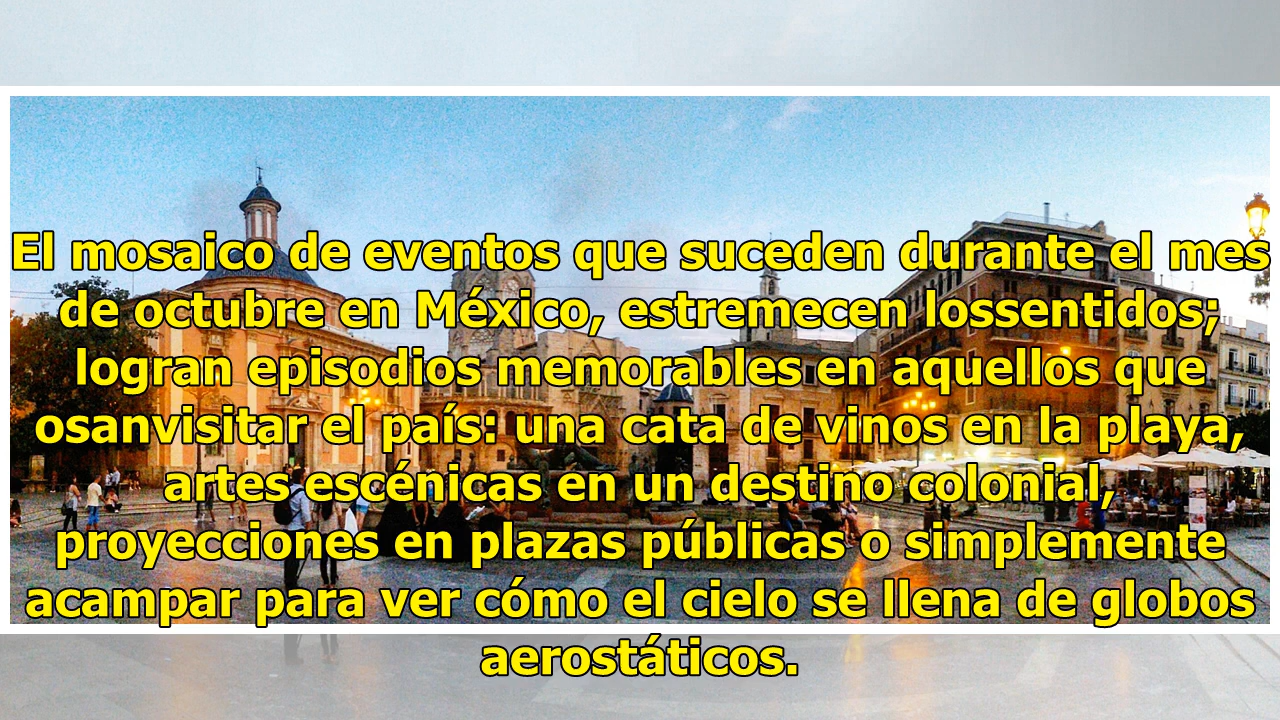 El mosaico de eventos que suceden durante el mes
de octubre en México, estremecen lossentidos;
logran episodios memorables en aquellos que
osanvisitar el país: una cata de vinos en la playa,
artes escénicas en un destino colonial,
proyecciones en plazas públicas o simplemente
acampar para ver cómo el cielo se llena de globos
aerostáticos.